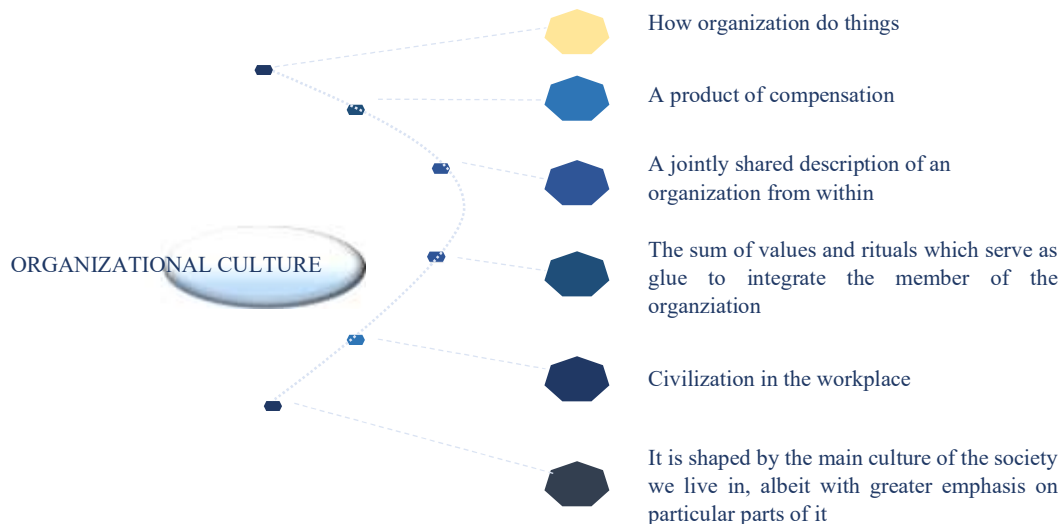 How organization do things
A product of compensation
A jointly shared description of an
organization from within
The sum of values and rituals which serve as
glue to integrate the member of the
organziation
ORGANIZATIONAL CULTURE
Civilization in the workplace
It is shaped by the main culture of the society
we live in, albeit with greater emphasis on
particular parts of it